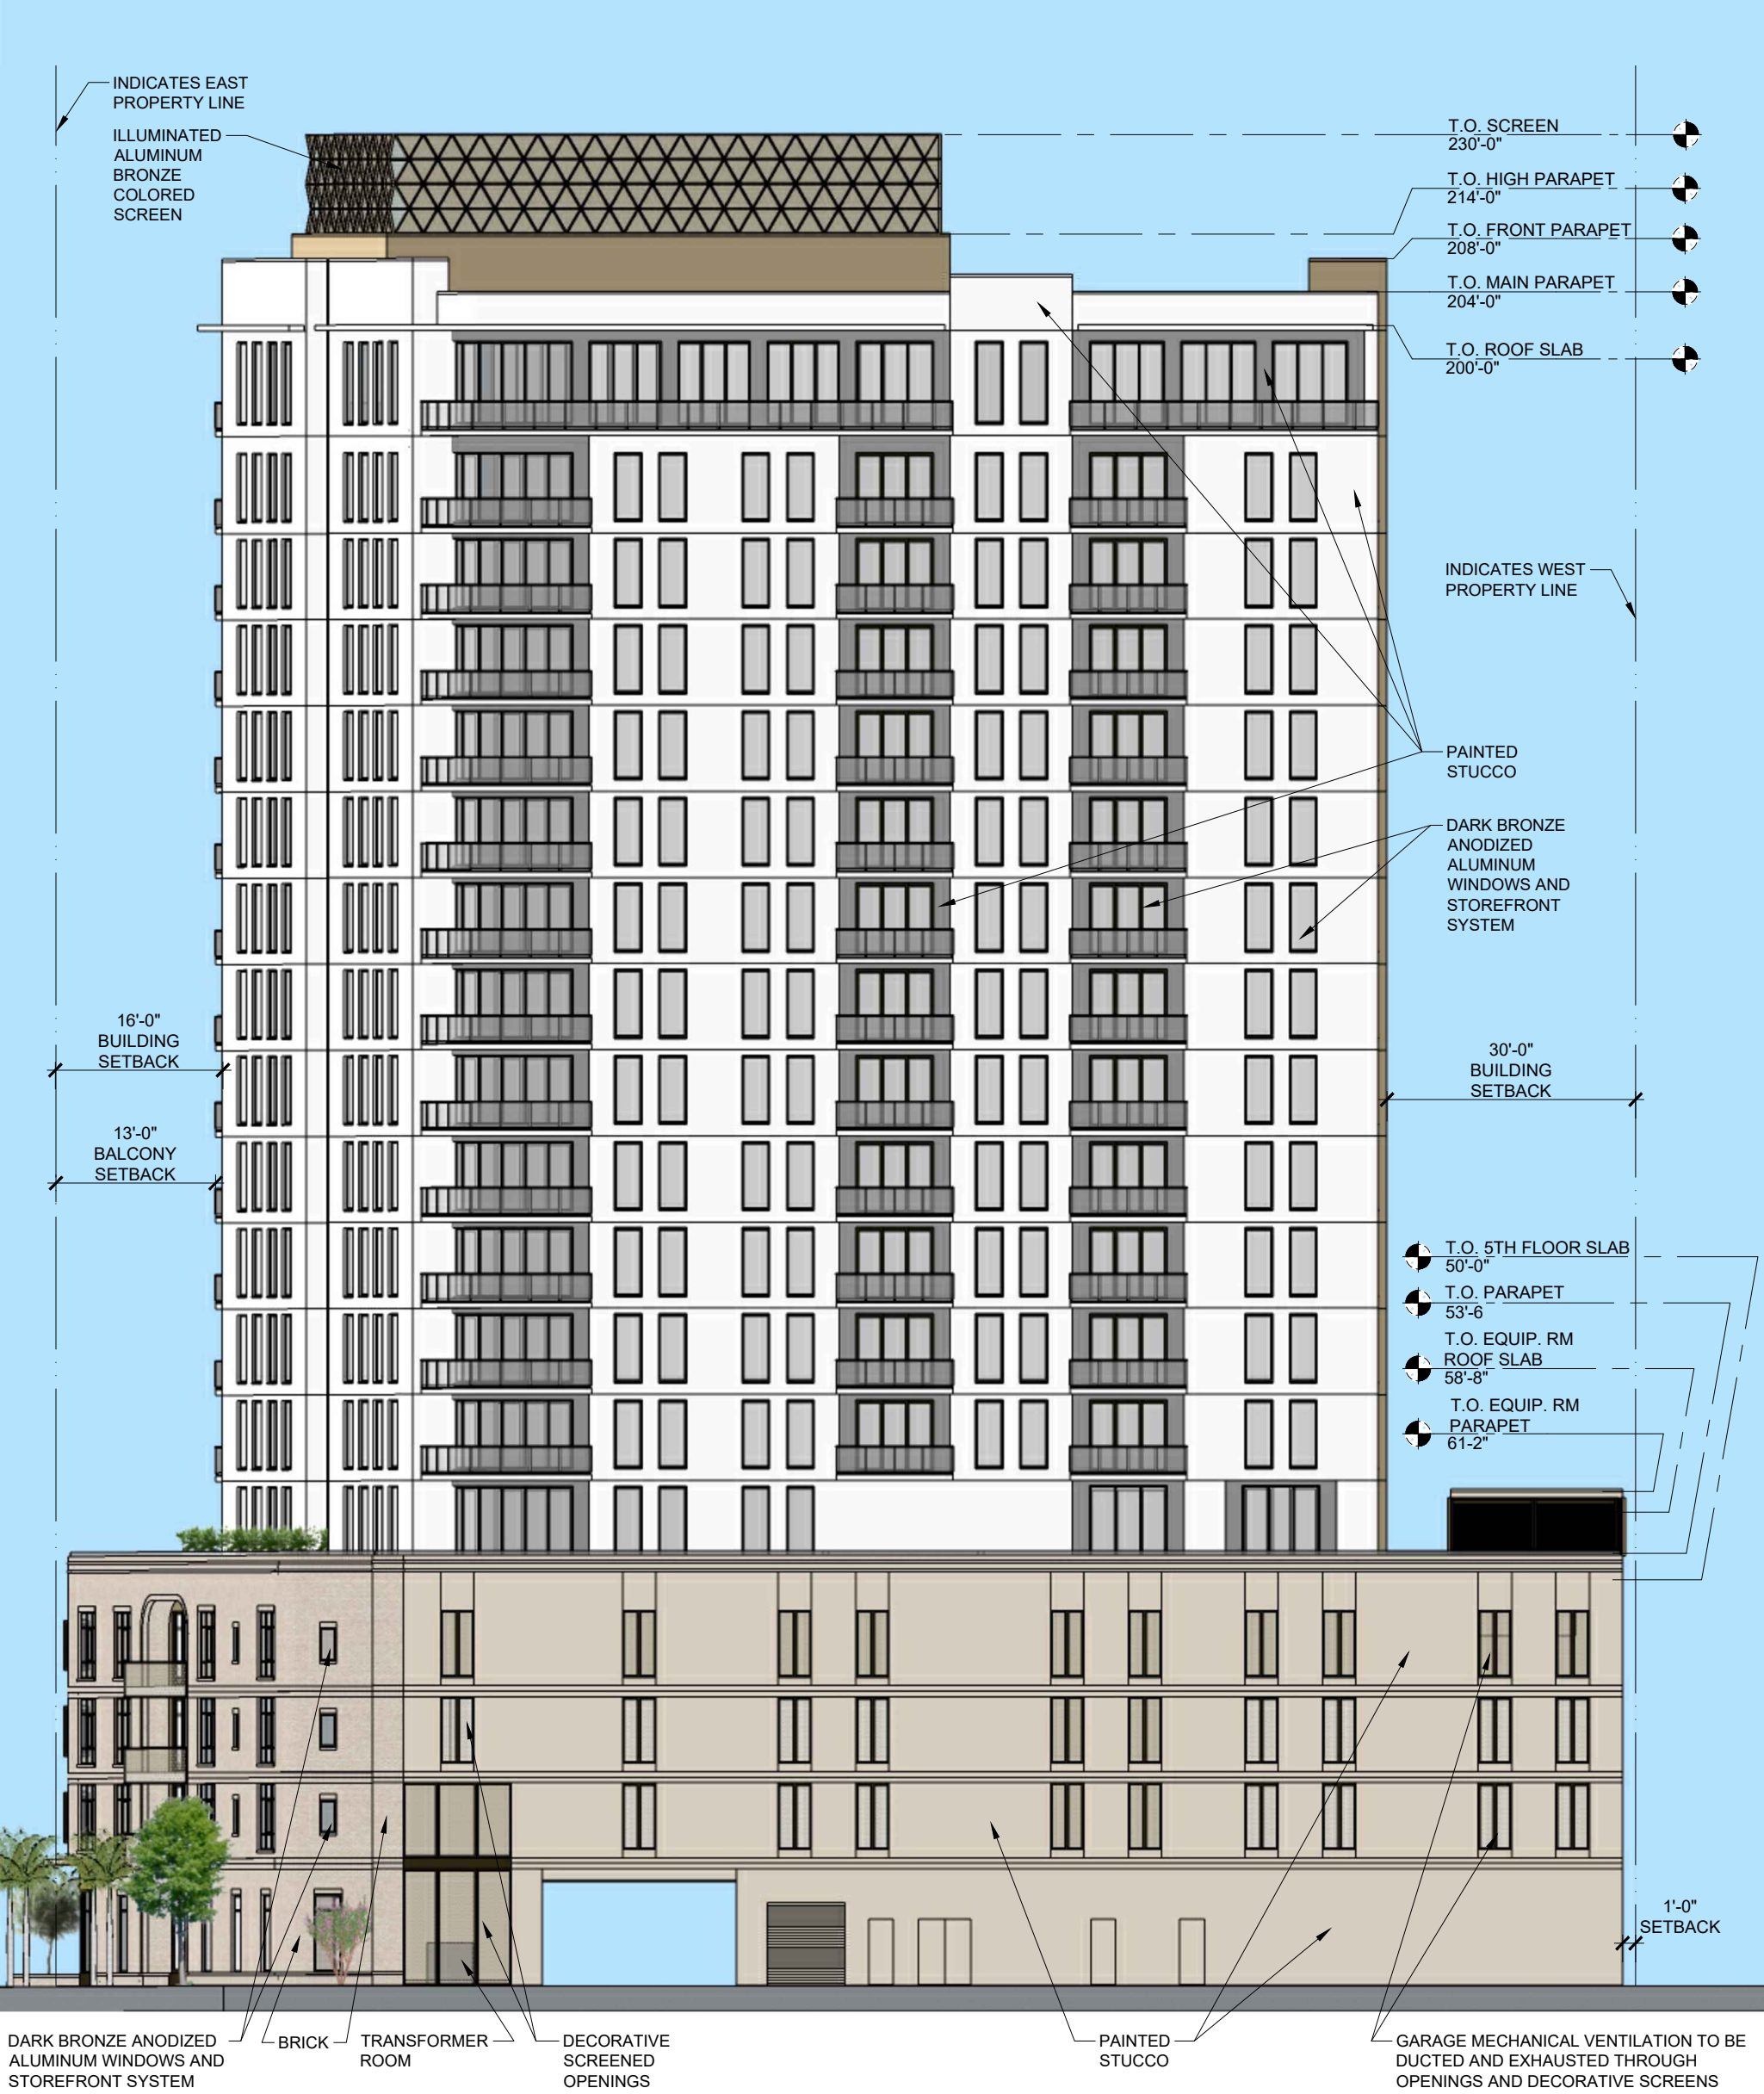 INDICATES EAST
PROPERTY LINE
ILLUMINATED
ALUMINUM
BRONZE
COLORED
SCREEN
T.O. SCREEN
230'-0"
T.O. HIGH PARAPET
214'-0"
T.O. FRONT PARAPET
208'-0"
T.O. MAIN PARAPET
204'-0"
T.O. ROOF SLAB
200'-0"
INDICATES WEST
PROPERTY LINE
PAINTED
STUCCO
DARK BRONZE
ANODIZED
ALUMINUM
WINDOWS AND
STOREFRONT
SYSTEM
16'-0"
BUILDING
SETBACK
30'-0"
BUILDING
SETBACK
13'-0"
BALCONY
SETBACK
T.O. 5TH FLOOR SLAB
50'-0"
T.O. PARAPET
53'-6
T.O. EQUIP. RM
ROOF SLAB
58'-8"
T.O. EQUIP. RM
PARAPET
61-2"
1'-0"
SETBACK
DARK BRONZE ANODIZED
ALUMINUM WINDOWS AND
STOREFRONT SYSTEM
BRICK
TRANSFORMER
ROOM
DECORATIVE
SCREENED
OPENINGS
PAINTED
STUCCO
GARAGE MECHANICAL VENTILATION TO BE
DUCTED AND EXHAUSTED THROUGH
OPENINGS AND DECORATIVE SCREENS